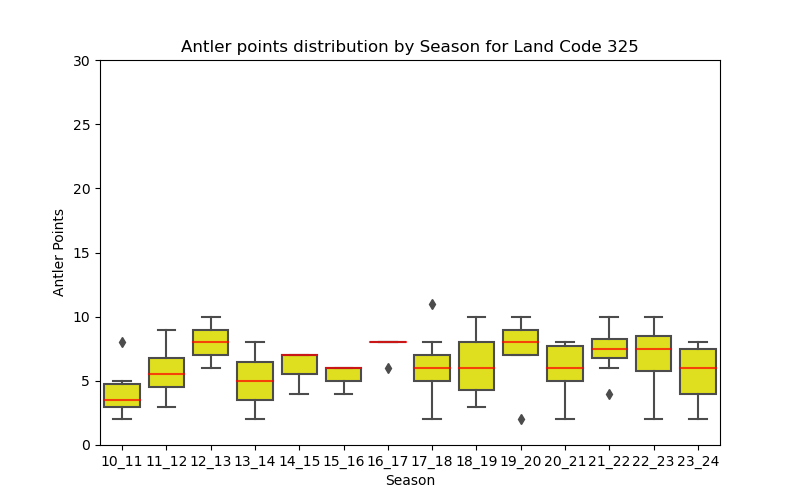 Antler points distribution by Season for Land Code 325
30
25
20
15
10
5
0
Antler Points
10_11 11_12 12_13 13_14 14_15 15_16 16_17 17_18 18_19 19_20 20_21 21_22 22_23 23_24
Season